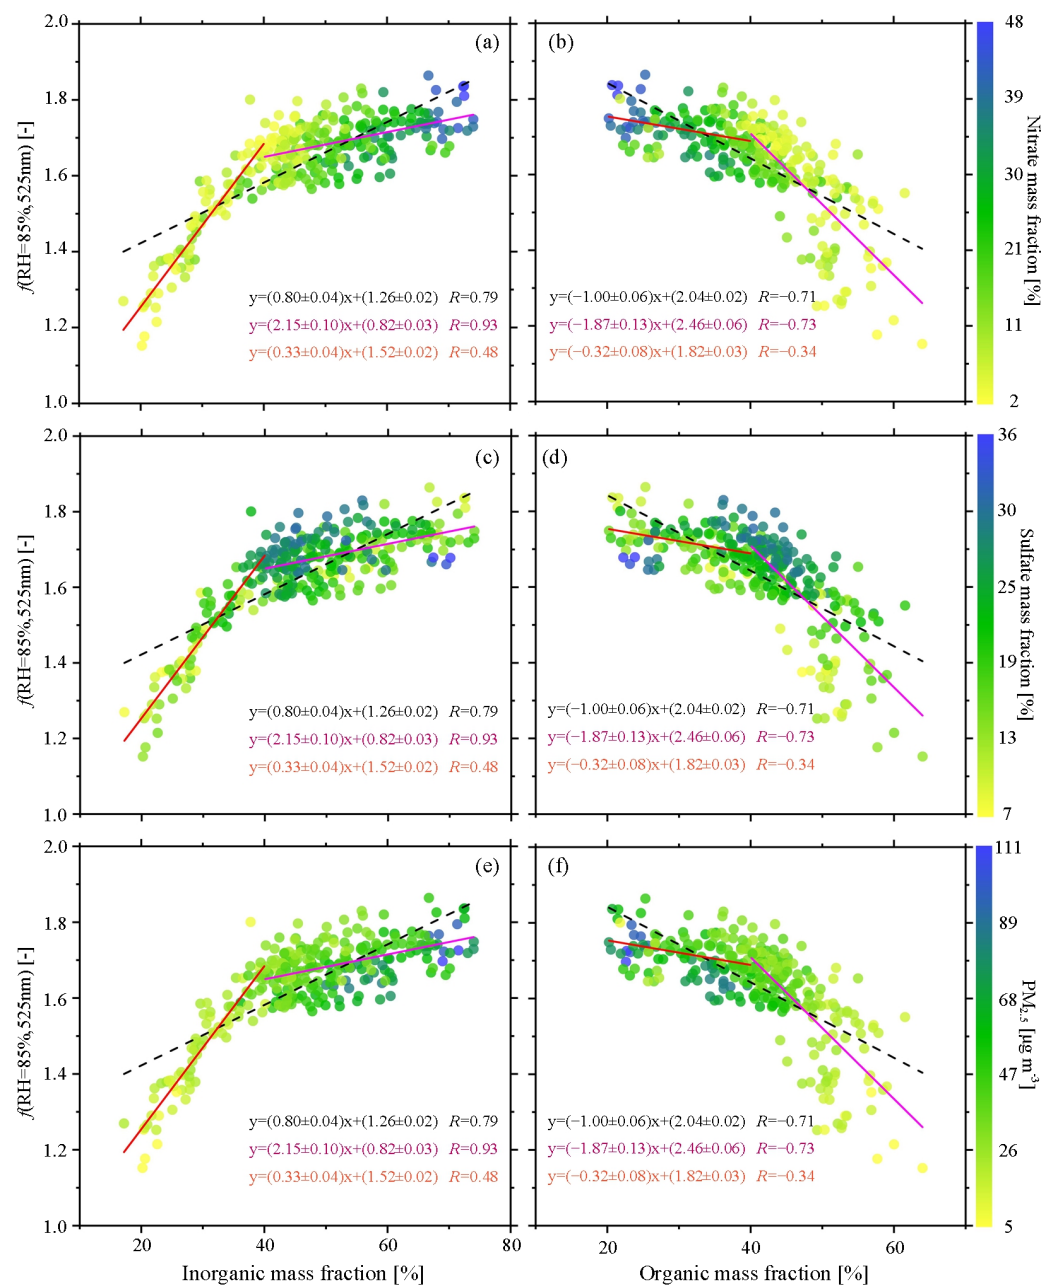 2.0
1.8
1.6
1.4
1.2
1.0
f(RH=85%,525nm) [-]
(a)
y=(0.80±0.04)x+(1.26±0.02) R=0.79
y=(2.15±0.10)x+(0.82±0.03) R=0.93
y=(0.33±0.04)x+(1.52±0.02) R=0.48
(b)
y=(−1.00±0.06)x+(2.04±0.02) R=−0.71
y=(−1.87±0.13)x+(2.46±0.06) R=−0.73
y=(−0.32±0.08)x+(1.82±0.03) R=−0.34
48
39
30
21
11
2
Nitrate mass fraction [%]
2.0
1.8
1.6
1.4
1.2
1.0
f(RH=85%,525nm) [-]
(c)
y=(0.80±0.04)x+(1.26±0.02) R=0.79
y=(2.15±0.10)x+(0.82±0.03) R=0.93
y=(0.33±0.04)x+(1.52±0.02) R=0.48
(d)
y=(−1.00±0.06)x+(2.04±0.02) R=−0.71
y=(−1.87±0.13)x+(2.46±0.06) R=−0.73
y=(−0.32±0.08)x+(1.82±0.03) R=−0.34
36
30
25
19
13
7
Sulfate mass fraction [%]
2.0
1.8
1.6
1.4
1.2
1.0
f(RH=85%,525nm) [-]
(e)
y=(0.80±0.04)x+(1.26±0.02) R=0.79
y=(2.15±0.10)x+(0.82±0.03) R=0.93
y=(0.33±0.04)x+(1.52±0.02) R=0.48
20 40 60 80
Inorganic mass fraction [%]
(f)
y=(−1.00±0.06)x+(2.04±0.02) R=−0.71
y=(−1.87±0.13)x+(2.46±0.06) R=−0.73
y=(−0.32±0.08)x+(1.82±0.03) R=−0.34
20 40 60
Organic mass fraction [%]
111
89
68
47
26
5
PM2.5 [μg m-3]